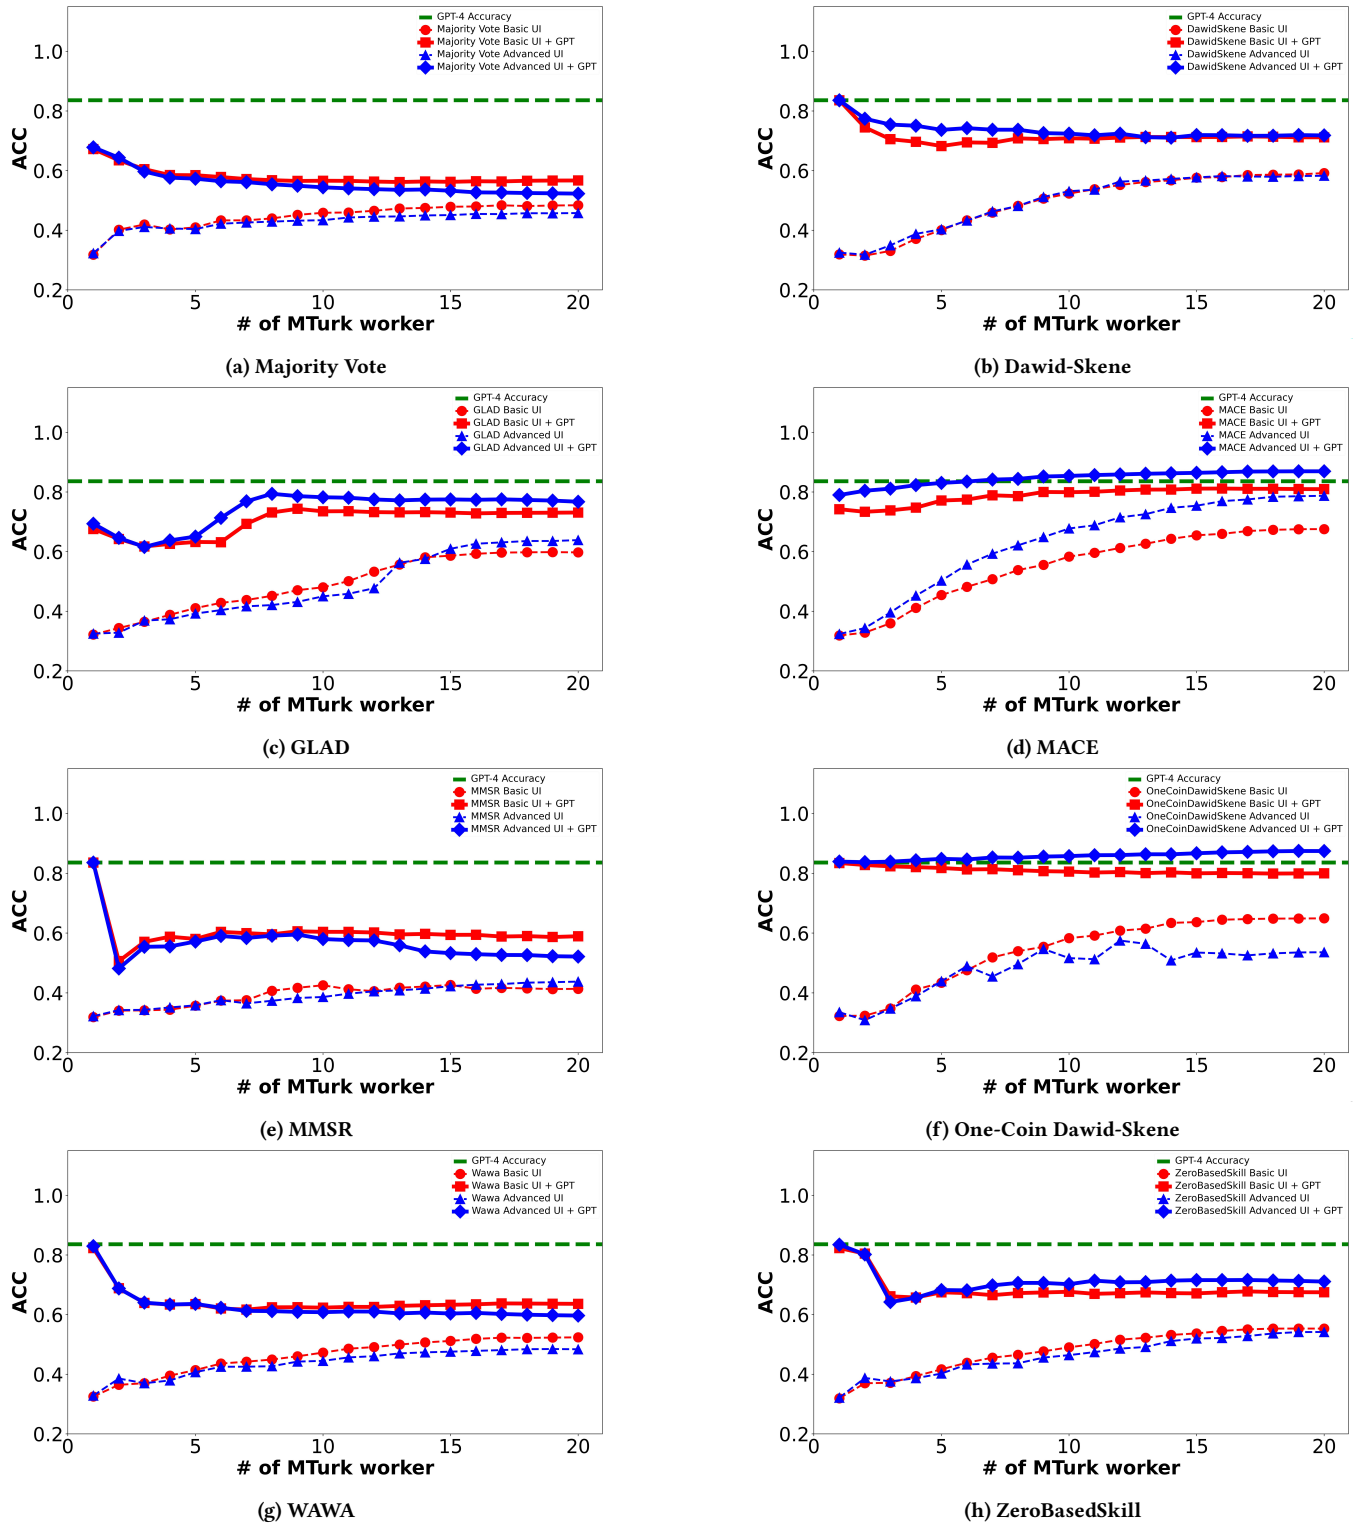 GPT-4 Accuracy
Majority Vote Basic UI
Majority Vote Basic UI + GPT
Majority Vote Advanced UI
Majority Vote Advanced UI + GPT
1.0
0.8
0.6
0.4
0.2
ACC
0 5 10 15 20
# of MTurk worker
(a) Majority Vote
GPT-4 Accuracy
DawidSkene Basic UI
DawidSkene Basic UI + GPT
DawidSkene Advanced UI
DawidSkene Advanced UI + GPT
1.0
0.8
0.6
0.4
0.2
ACC
0 5 10 15 20
# of MTurk worker
(b) Dawid-Skene
GPT-4 Accuracy
GLAD Basic UI
GLAD Basic UI + GPT
GLAD Advanced UI
GLAD Advanced UI + GPT
1.0
0.8
0.6
0.4
0.2
ACC
0 5 10 15 20
# of MTurk worker
(c) GLAD
GPT-4 Accuracy
MACE Basic UI
MACE Basic UI + GPT
MACE Advanced UI
MACE Advanced UI + GPT
1.0
0.8
0.6
0.4
0.2
ACC
0 5 10 15 20
# of MTurk worker
(d) MACE
GPT-4 Accuracy
MMSR Basic UI
MMSR Basic UI + GPT
MMSR Advanced UI
MMSR Advanced UI + GPT
1.0
0.8
0.6
0.4
0.2
ACC
0 5 10 15 20
# of MTurk worker
(e) MMSR
GPT-4 Accuracy
OneCoinDawidSkene Basic UI
OneCoinDawidSkene Basic UI + GPT
OneCoinDawidSkene Advanced UI
OneCoinDawidSkene Advanced UI + GPT
1.0
0.8
0.6
0.4
0.2
ACC
0 5 10 15 20
# of MTurk worker
(f) One-Coin Dawid-Skene
GPT-4 Accuracy
Wawa Basic UI
Wawa Basic UI + GPT
Wawa Advanced UI
Wawa Advanced UI + GPT
1.0
0.8
0.6
0.4
0.2
ACC
0 5 10 15 20
# of MTurk worker
(g) WAWA
GPT-4 Accuracy
ZeroBasedSkill Basic UI
ZeroBasedSkill Basic UI + GPT
ZeroBasedSkill Advanced UI
ZeroBasedSkill Advanced UI + GPT
1.0
0.8
0.6
0.4
0.2
ACC
0 5 10 15 20
# of MTurk worker
(h) ZeroBasedSkill